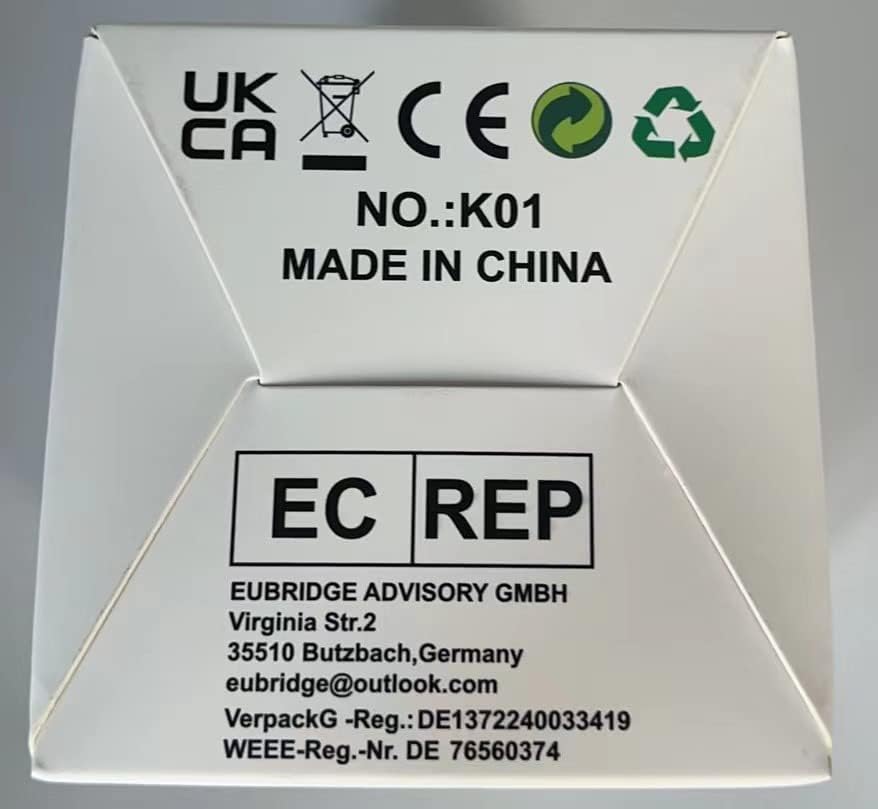 UK
CA
CE
NO.:K01
MADE IN CHINA
EC REP
EUBRIDGE ADVISORY GMBH
Virginia Str.2
35510 Butzbach,Germany
eubridge@outlook.com
VerpackG -Reg.:DE1372240033419
WEEE-Reg.-Nr. DE 76560374